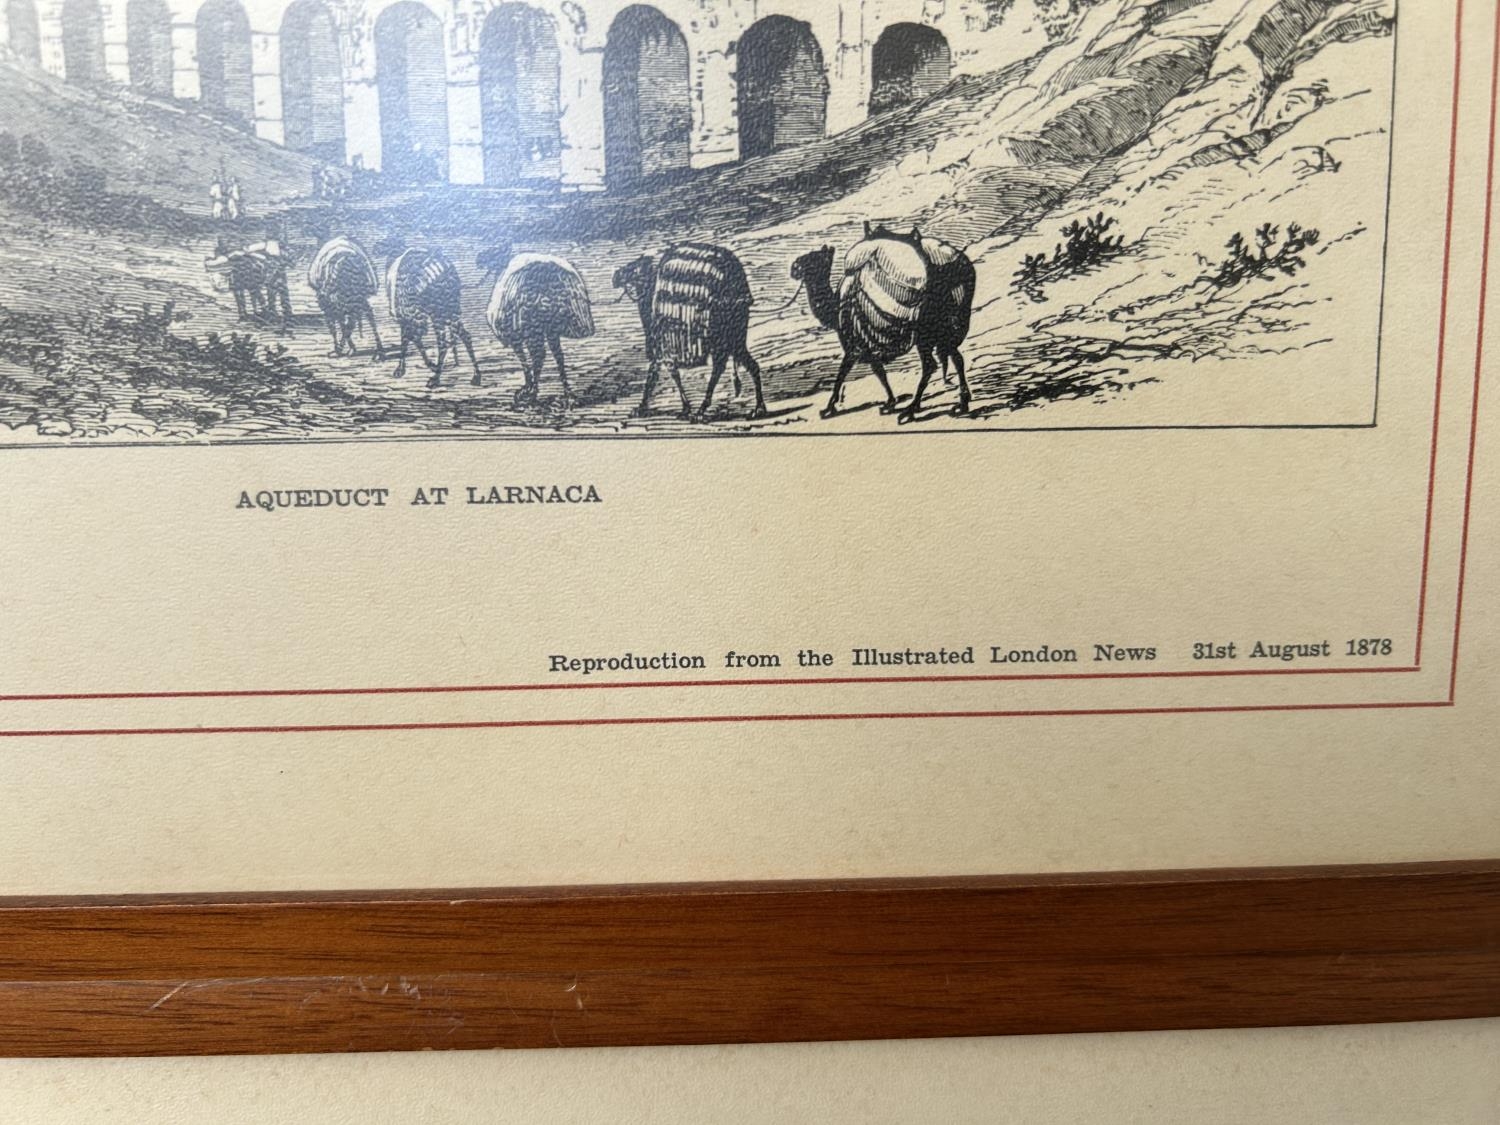 AQUEDUCT AT LARNACA
Reproduction from the Illustrated London News 31st August 1878